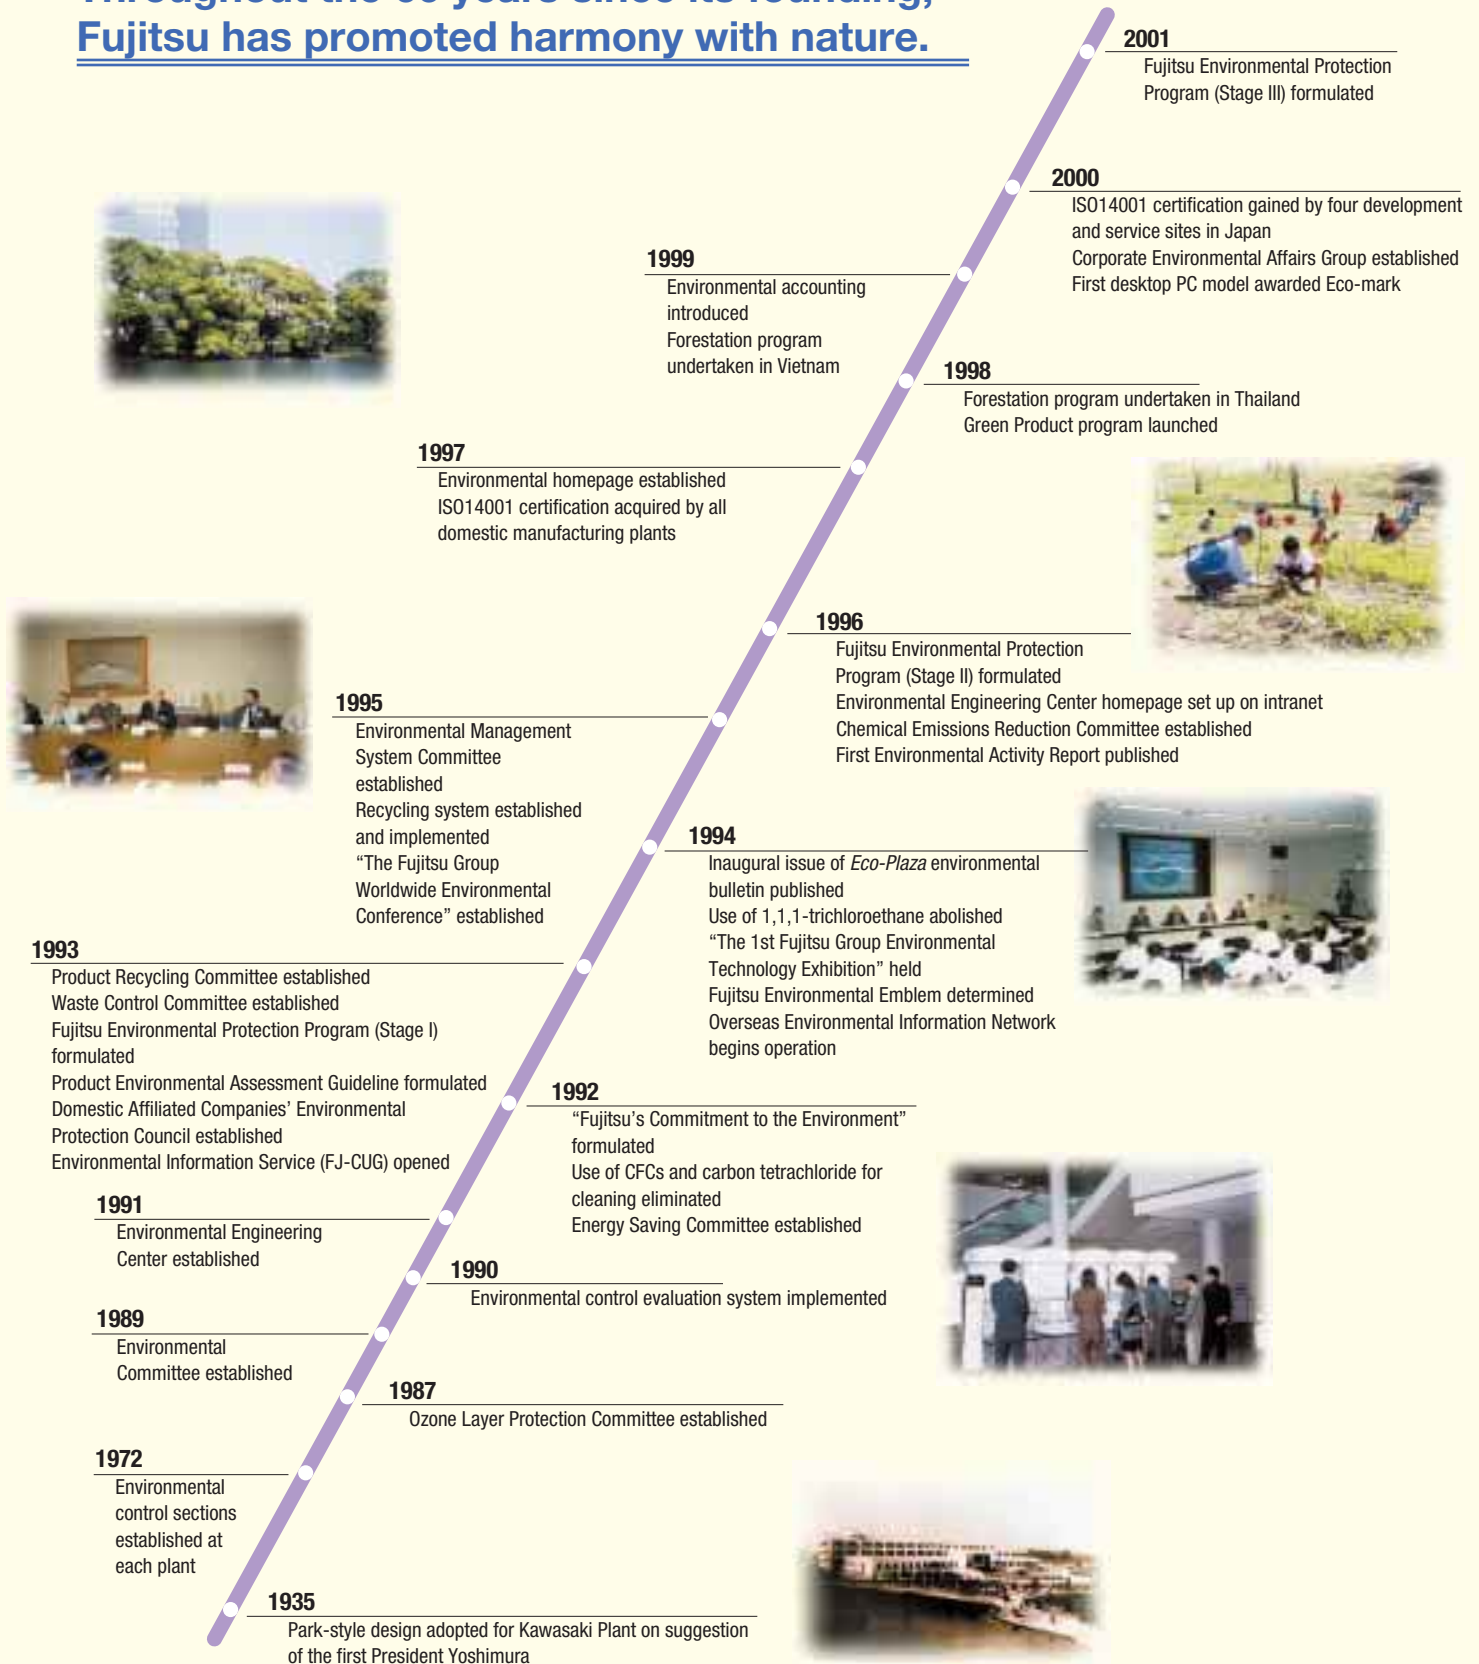 Throughout the 60 years since its founding,
Fujitsu has promoted harmony with nature.
2001
Fujitsu Environmental Protection
Program (Stage III) formulated
2000
ISO14001 certification gained by four development
and service sites in Japan
Corporate Environmental Affairs Group established
First desktop PC model awarded Eco-mark
1999
Environmental accounting
introduced
Forestation program
undertaken in Vietnam
1998
Forestation program undertaken in Thailand
Green Product program launched
1997
Environmental homepage established
ISO14001 certification acquired by all
domestic manufacturing plants
1996
Fujitsu Environmental Protection
Program (Stage II) formulated
Environmental Engineering Center homepage set up on intranet
Chemical Emissions Reduction Committee established
First Environmental Activity Report published
1995
Environmental Management
System Committee
established
Recycling system established
and implemented
“The Fujitsu Group
Worldwide Environmental
Conference” established
1994
Inaugural issue of Eco-Plaza environmental
bulletin published
Use of 1,1,1-trichloroethane abolished
“The 1st Fujitsu Group Environmental
Technology Exhibition” held
Fujitsu Environmental Emblem determined
Overseas Environmental Information Network
begins operation
1993
Product Recycling Committee established
Waste Control Committee established
Fujitsu Environmental Protection Program (Stage I)
formulated
Product Environmental Assessment Guideline formulated
Domestic Affiliated Companies’ Environmental
Protection Council established
Environmental Information Service (FJ-CUG) opened
1992
“Fujitsu’s Commitment to the Environment”
formulated
Use of CFCs and carbon tetrachloride for
cleaning eliminated
Energy Saving Committee established
1991
Environmental Engineering
Center established
1990
Environmental control evaluation system implemented
1989
Environmental
Committee established
1987
Ozone Layer Protection Committee established
1972
Environmental
control sections
established at
each plant
1935
Park-style design adopted for Kawasaki Plant on suggestion
of the first President Yoshimura